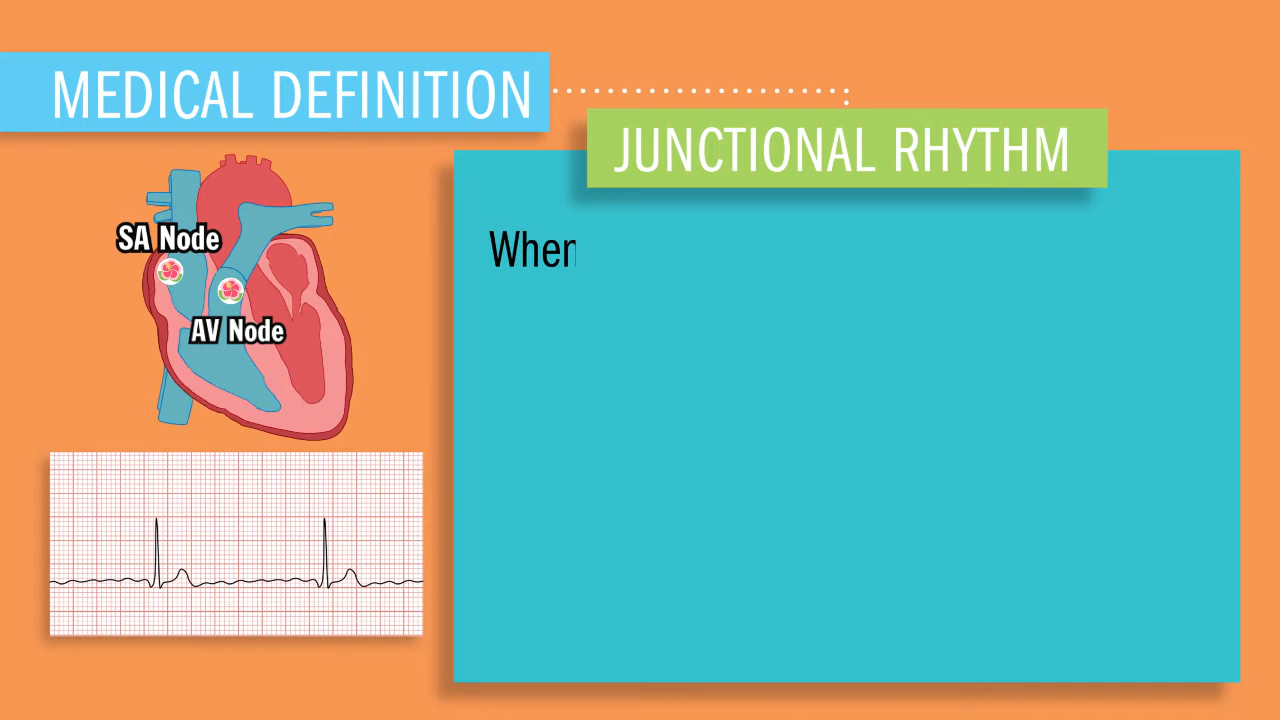 MEDICAL DEFINITION
JUNCTIONAL RHYTHM
SA Node
AV Node
When